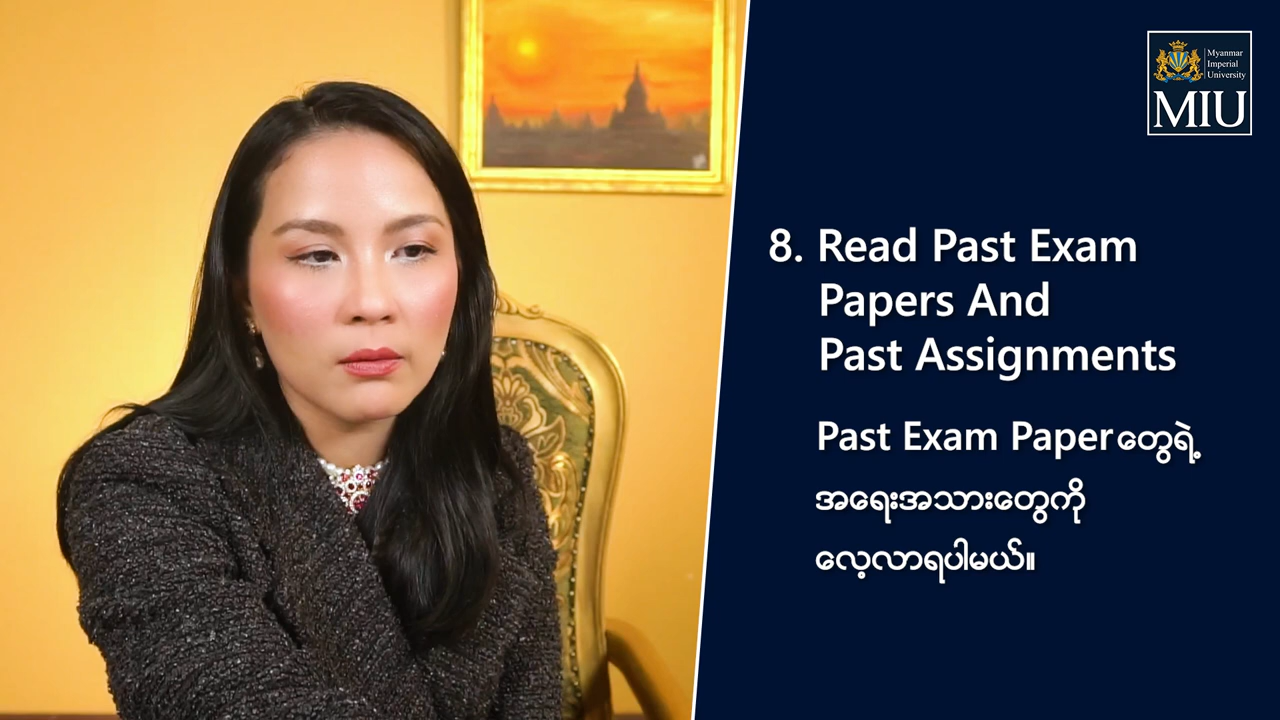 Myanmar
Imperial
University
MIU
8. Read Past Exam
Papers And
Past Assignments
Past Exam Paperတွေရဲ့
အရေးအသားတွေကို
လေ့လာရပါမယ်။